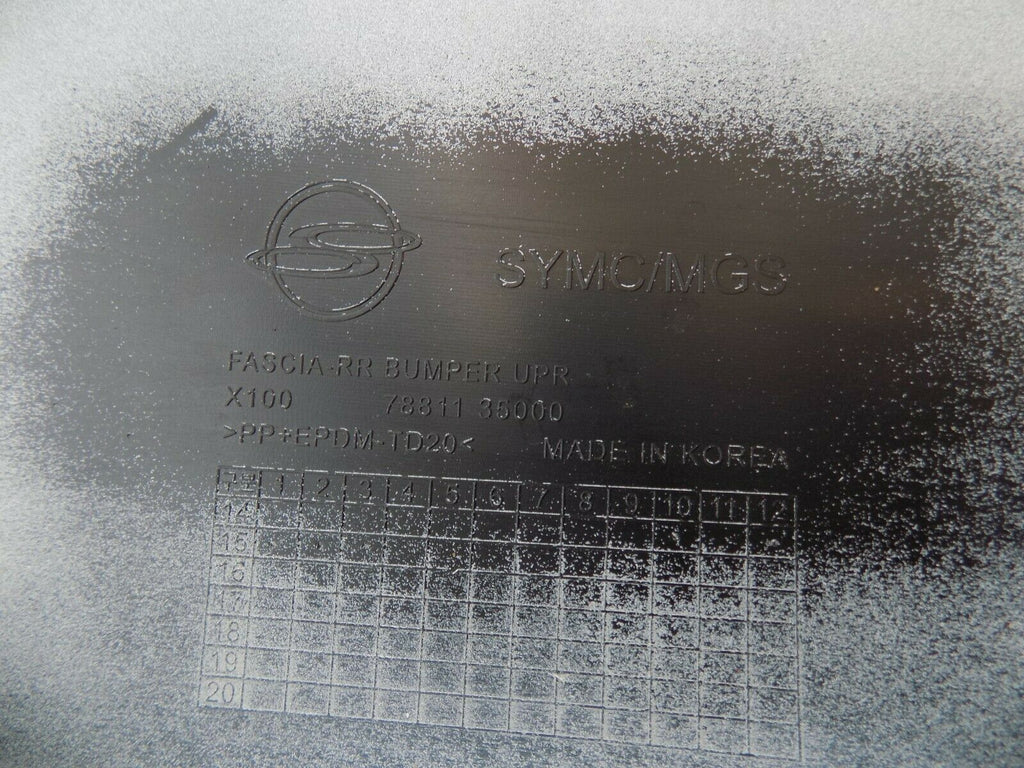 SYMC/MGS
FASCIA-RR BUMPER UPR
X100 78811 35000
>PP+EPDM-TD20< MADE IN KOREA
1 2 3 4 5 6 7 8 9 10 11 12
14
15
16
17
18
19
20